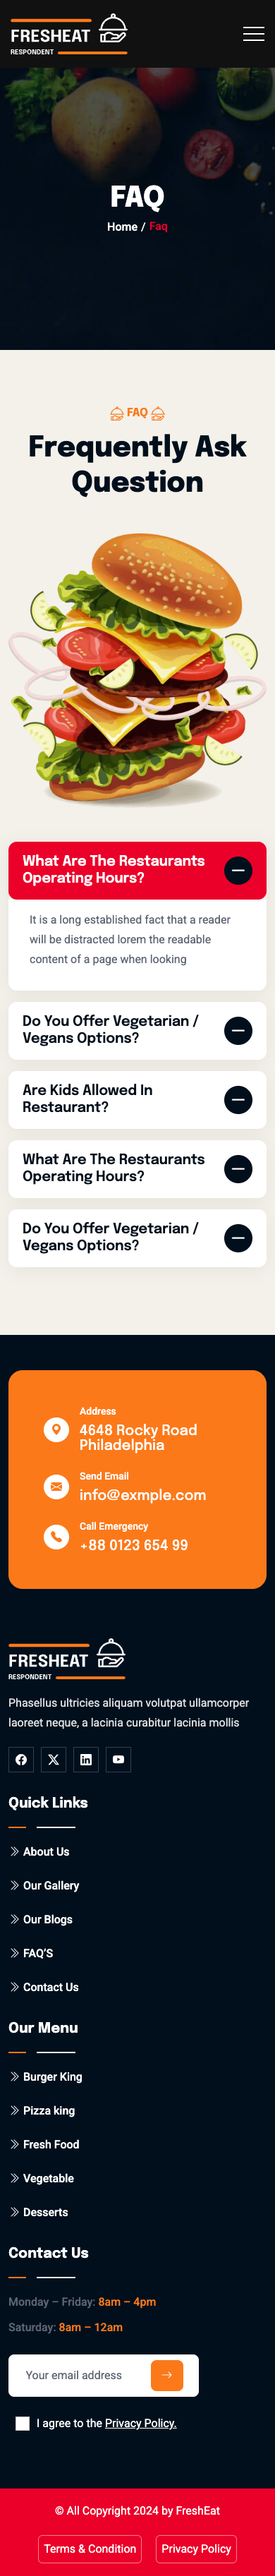 FRESHEAT
RESPONDENT
FAQ
Home / Faq
FAQ
Frequently Ask
Question
What Are The Restaurants
Operating Hours?
It is a long established fact that a reader
will be distracted lorem the readable
content of a page when looking
Do You Offer Vegetarian /
Vegans Options?
Are Kids Allowed In
Restaurant?
What Are The Restaurants
Operating Hours?
Do You Offer Vegetarian /
Vegans Options?
Address
4648 Rocky Road
Philadelphia
Send Email
info@exmple.com
Call Emergency
+88 0123 654 99
FRESHEAT
RESPONDENT
Phasellus ultricies aliquam volutpat ullamcorper
laoreet neque, a lacinia curabitur lacinia mollis
Quick Links
About Us
Our Gallery
Our Blogs
FAQ'S
Contact Us
Our Menu
Burger King
Pizza king
Fresh Food
Vegetable
Desserts
Contact Us
Monday – Friday: 8am – 4pm
Saturday: 8am – 12am
Your email address
I agree to the Privacy Policy.
© All Copyright 2024 by FreshEat
Terms & Condition
Privacy Policy